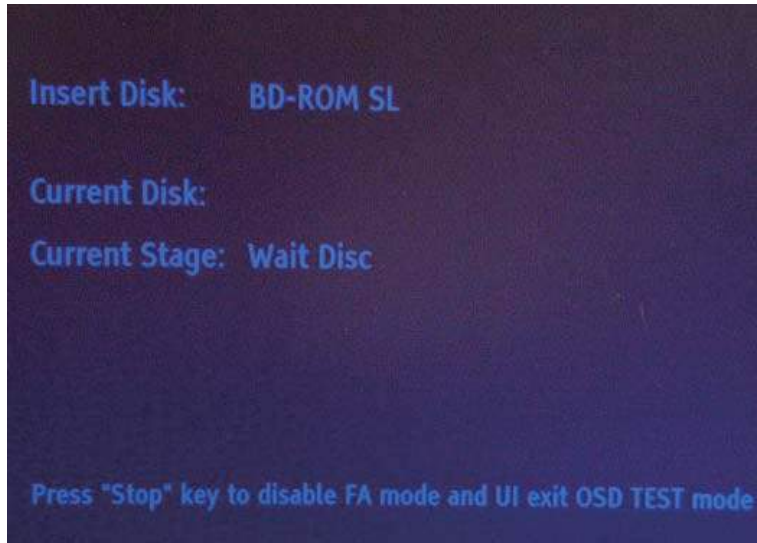 Insert Disk: BD-ROM SL
Current Disk:
Current Stage: Wait Disc
Press "Stop" key to disable FA mode and UI exit OSD TEST mode